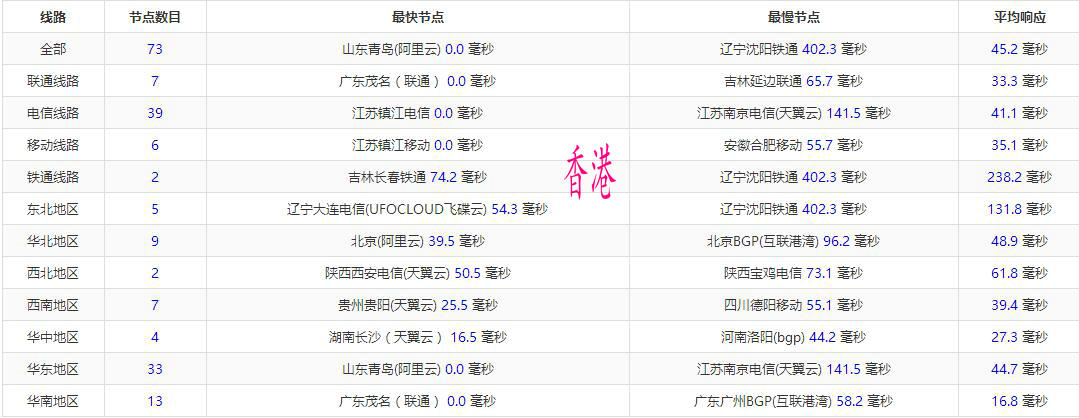 线路 节点数目 最快节点 最慢节点 平均响应
全部 73 山东青岛(阿里云) 0.0 毫秒 辽宁沈阳铁通 402.3 毫秒 45.2 毫秒
联通线路 7 广东茂名（联通） 0.0 毫秒 吉林延边联通 65.7 毫秒 33.3 毫秒
电信线路 39 江苏镇江电信 0.0 毫秒 江苏南京电信(天翼云) 141.5 毫秒 41.1 毫秒
移动线路 6 江苏镇江移动 0.0 毫秒 安徽合肥移动 55.7 毫秒 35.1 毫秒
香港
铁通线路 2 吉林长春铁通 74.2 毫秒 辽宁沈阳铁通 402.3 毫秒 238.2 毫秒
东北地区 5 辽宁大连电信(UFOCLOUD飞碟云) 54.3 毫秒 辽宁沈阳铁通 402.3 毫秒 131.8 毫秒
华北地区 9 北京(阿里云) 39.5 毫秒 北京BGP(互联港湾) 96.2 毫秒 48.9 毫秒
西北地区 2 陕西西安电信(天翼云) 50.5 毫秒 陕西宝鸡电信 73.1 毫秒 61.8 毫秒
西南地区 7 贵州贵阳(天翼云) 25.5 毫秒 四川德阳移动 55.1 毫秒 39.4 毫秒
华中地区 4 湖南长沙（天翼云） 16.5 毫秒 河南洛阳(bgp) 44.2 毫秒 27.3 毫秒
华东地区 33 山东青岛(阿里云) 0.0 毫秒 江苏南京电信(天翼云) 141.5 毫秒 44.7 毫秒
华南地区 13 广东茂名（联通） 0.0 毫秒 广东广州BGP(互联港湾) 58.2 毫秒 16.8 毫秒